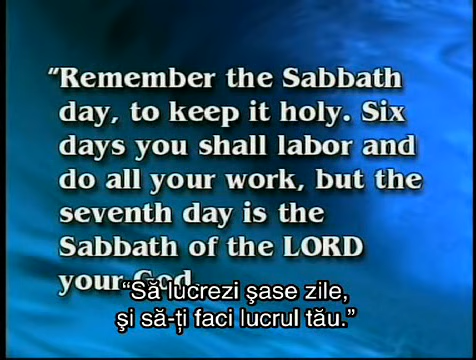 “Remember the Sabbath
day, to keep it holy. Six
days you shall labor and
do all your work, but the
seventh day is the
Sabbath of the LORD
your God.
“Să lucrezi şase zile,
şi să-ţi faci lucrul tău.”